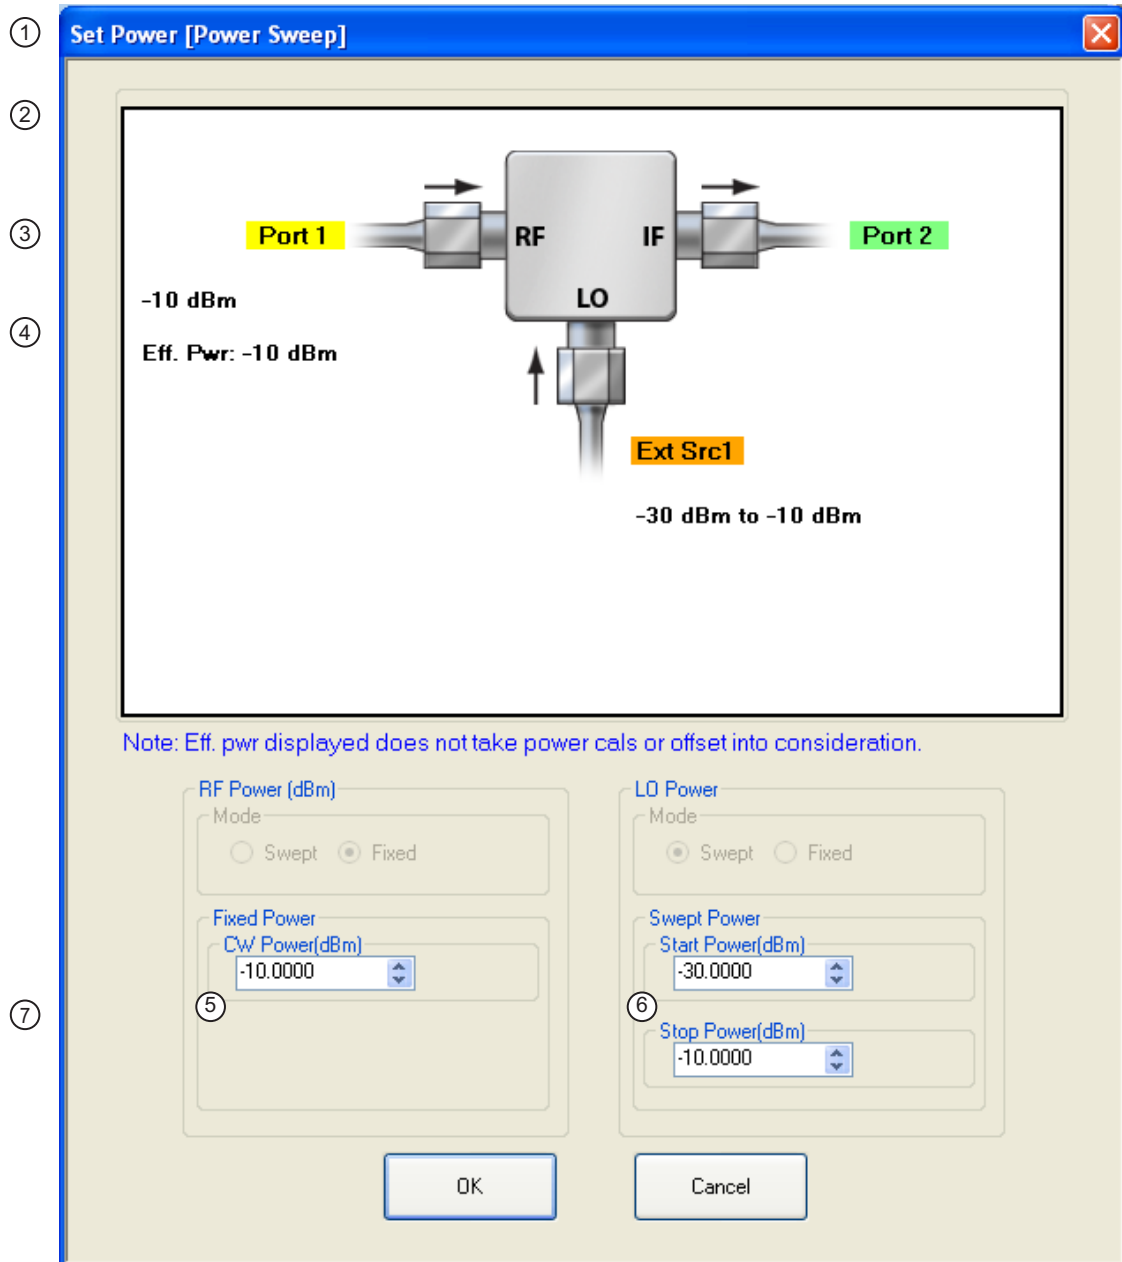 ① Set Power [Power Sweep]
②
③ Port 1 RF IF Port 2
LO
-10 dBm
④ Eff. Pwr: -10 dBm
Ext Src1
-30 dBm to -10 dBm
Note: Eff. pwr displayed does not take power cals or offset into consideration.
RF Power (dBm)
Mode
Swept Fixed
Fixed Power
CW Power(dBm)
-10.0000
⑤
LO Power
Mode
Swept Fixed
Swept Power
Start Power(dBm)
-30.0000
⑥
Stop Power(dBm)
-10.0000
⑦
OK Cancel